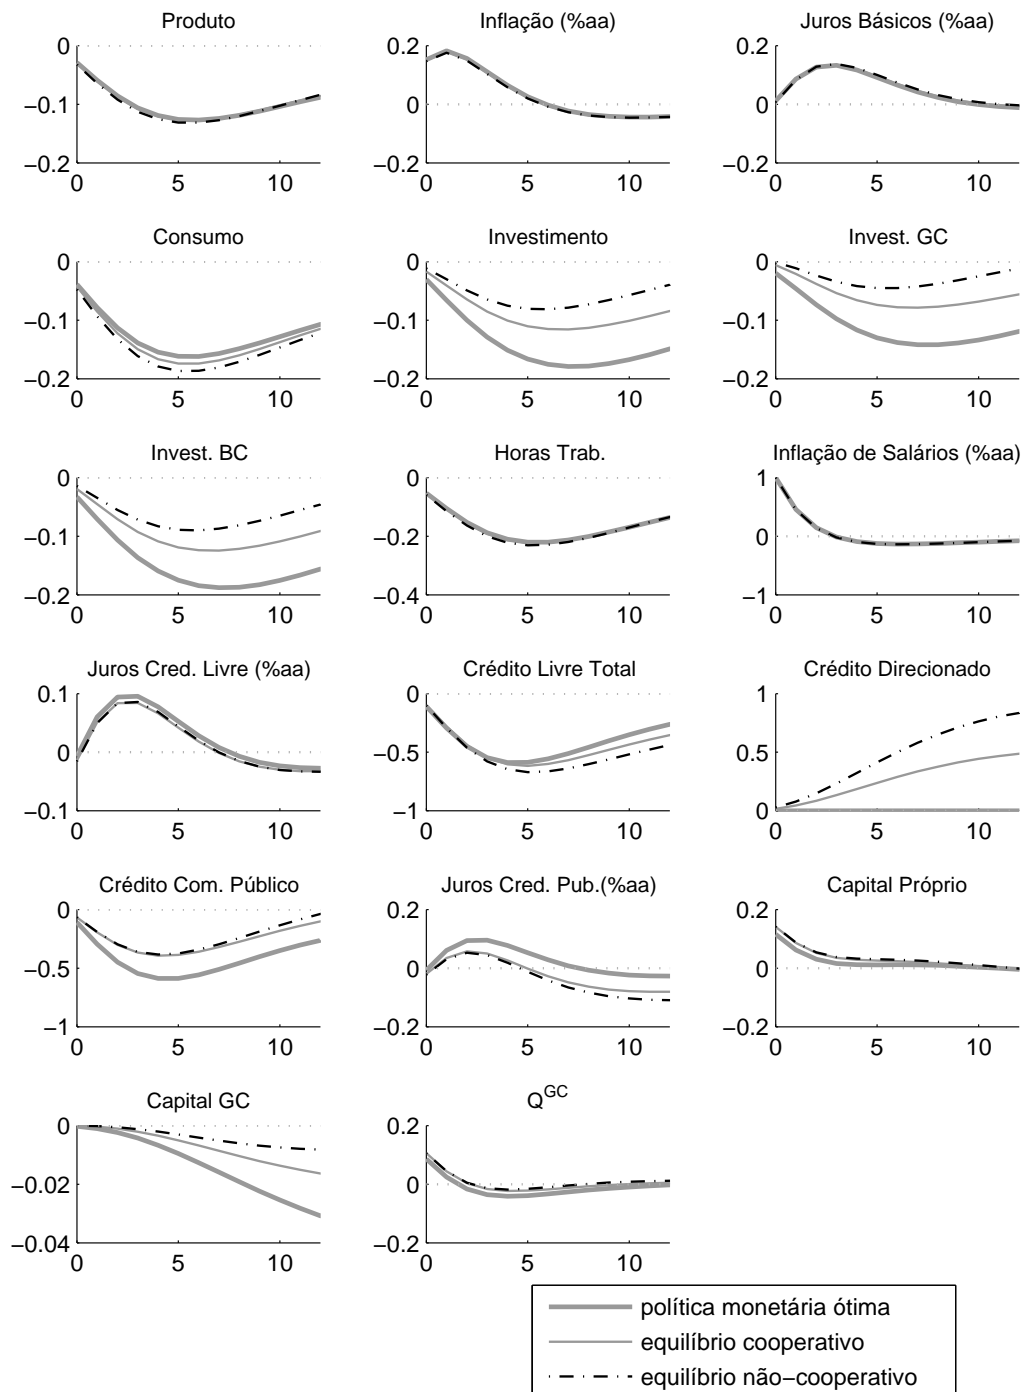 Produto
Inflação (%aa)
Juros Básicos (%aa)
0
−0.1
−0.2
0 5 10
0.2
0
−0.2
0 5 10
0.2
0
−0.2
0 5 10
Consumo
Investimento
Invest. GC
0
−0.1
−0.2
0 5 10
0
−0.1
−0.2
0 5 10
0
−0.1
−0.2
0 5 10
Invest. BC
Horas Trab.
Inflação de Salários (%aa)
0
−0.1
−0.2
0 5 10
0
−0.2
−0.4
0 5 10
1
0
−1
0 5 10
Juros Cred. Livre (%aa)
Crédito Livre Total
Crédito Direcionado
0.1
0
−0.1
0 5 10
0
−0.5
−1
0 5 10
1
0.5
0
0 5 10
Crédito Com. Público
Juros Cred. Pub.(%aa)
Capital Próprio
0
−0.5
−1
0 5 10
0.2
0
−0.2
0 5 10
0.2
0
−0.2
0 5 10
Capital GC
Q^GC
0
−0.02
−0.04
0 5 10
0.2
0
−0.2
0 5 10
política monetária ótima
equilíbrio cooperativo
equilíbrio não−cooperativo